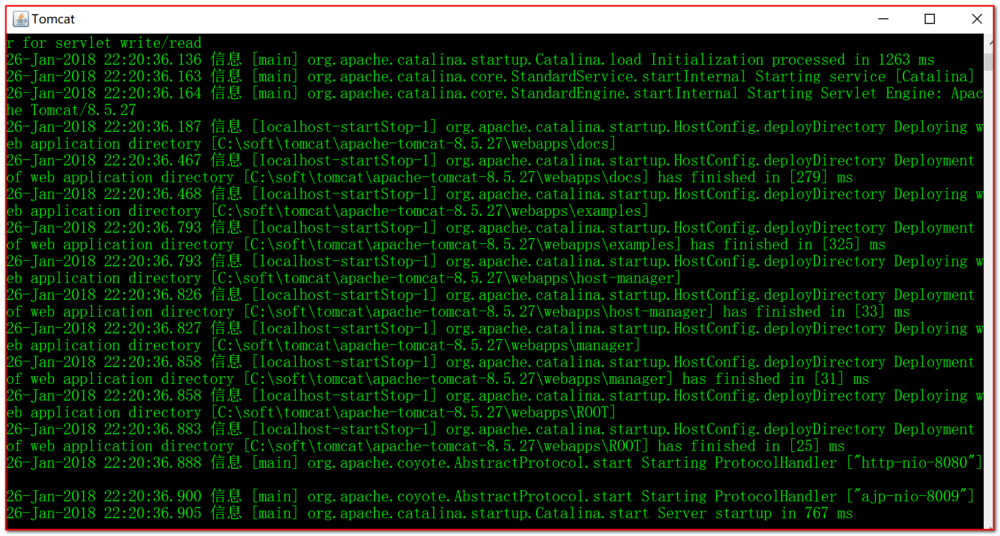 Tomcat
r for servlet write/read
26-Jan-2018 22:20:36.136 信息 [main] org.apache.catalina.startup.Catalina.load Initialization processed in 1263 ms
26-Jan-2018 22:20:36.163 信息 [main] org.apache.catalina.core.StandardService.startInternal Starting service [Catalina]
26-Jan-2018 22:20:36.164 信息 [main] org.apache.catalina.core.StandardEngine.startInternal Starting Servlet Engine: Apac
he Tomcat/8.5.27
26-Jan-2018 22:20:36.187 信息 [localhost-startStop-1] org.apache.catalina.startup.HostConfig.deployDirectory Deploying w
eb application directory [C:\soft\tomcat\apache-tomcat-8.5.27\webapps\docs]
26-Jan-2018 22:20:36.467 信息 [localhost-startStop-1] org.apache.catalina.startup.HostConfig.deployDirectory Deployment
of web application directory [C:\soft\tomcat\apache-tomcat-8.5.27\webapps\docs] has finished in [279] ms
26-Jan-2018 22:20:36.468 信息 [localhost-startStop-1] org.apache.catalina.startup.HostConfig.deployDirectory Deploying w
eb application directory [C:\soft\tomcat\apache-tomcat-8.5.27\webapps\examples]
26-Jan-2018 22:20:36.793 信息 [localhost-startStop-1] org.apache.catalina.startup.HostConfig.deployDirectory Deployment
of web application directory [C:\soft\tomcat\apache-tomcat-8.5.27\webapps\examples] has finished in [325] ms
26-Jan-2018 22:20:36.793 信息 [localhost-startStop-1] org.apache.catalina.startup.HostConfig.deployDirectory Deploying w
eb application directory [C:\soft\tomcat\apache-tomcat-8.5.27\webapps\host-manager]
26-Jan-2018 22:20:36.826 信息 [localhost-startStop-1] org.apache.catalina.startup.HostConfig.deployDirectory Deployment
of web application directory [C:\soft\tomcat\apache-tomcat-8.5.27\webapps\host-manager] has finished in [33] ms
26-Jan-2018 22:20:36.827 信息 [localhost-startStop-1] org.apache.catalina.startup.HostConfig.deployDirectory Deploying w
eb application directory [C:\soft\tomcat\apache-tomcat-8.5.27\webapps\manager]
26-Jan-2018 22:20:36.858 信息 [localhost-startStop-1] org.apache.catalina.startup.HostConfig.deployDirectory Deployment
of web application directory [C:\soft\tomcat\apache-tomcat-8.5.27\webapps\manager] has finished in [31] ms
26-Jan-2018 22:20:36.858 信息 [localhost-startStop-1] org.apache.catalina.startup.HostConfig.deployDirectory Deploying w
eb application directory [C:\soft\tomcat\apache-tomcat-8.5.27\webapps\ROOT]
26-Jan-2018 22:20:36.883 信息 [localhost-startStop-1] org.apache.catalina.startup.HostConfig.deployDirectory Deployment
of web application directory [C:\soft\tomcat\apache-tomcat-8.5.27\webapps\ROOT] has finished in [25] ms
26-Jan-2018 22:20:36.888 信息 [main] org.apache.coyote.AbstractProtocol.start Starting ProtocolHandler ["http-nio-8080"]
26-Jan-2018 22:20:36.900 信息 [main] org.apache.coyote.AbstractProtocol.start Starting ProtocolHandler ["ajp-nio-8009"]
26-Jan-2018 22:20:36.905 信息 [main] org.apache.catalina.startup.Catalina.start Server startup in 767 ms